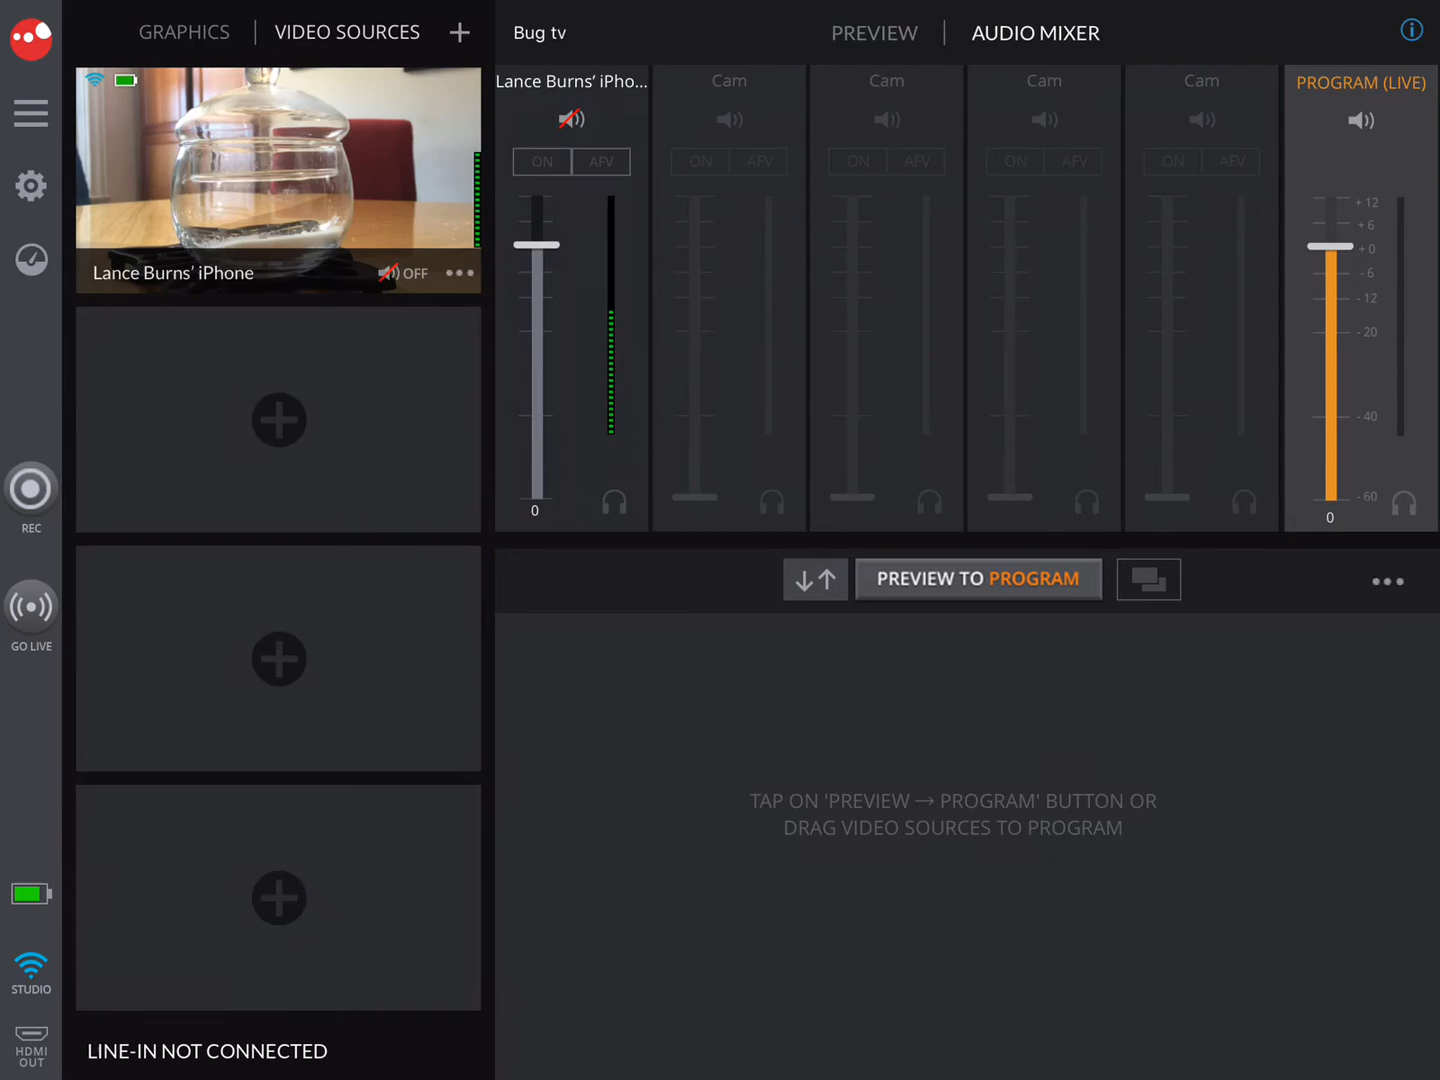 GRAPHICS | VIDEO SOURCES +
Bug tv
PREVIEW | AUDIO MIXER
Lance Burns’ iPho...
Cam
Cam
Cam
Cam
PROGRAM (LIVE)
ON AFV
ON AFV
ON AFV
ON AFV
ON AFV
+ 12
+ 6
+ 0
- 6
- 12
- 20
- 40
- 60
0
0
Lance Burns’ iPhone
OFF
REC
GO LIVE
STUDIO
HDMI
OUT
PREVIEW TO PROGRAM
TAP ON 'PREVIEW → PROGRAM' BUTTON OR
DRAG VIDEO SOURCES TO PROGRAM
LINE-IN NOT CONNECTED